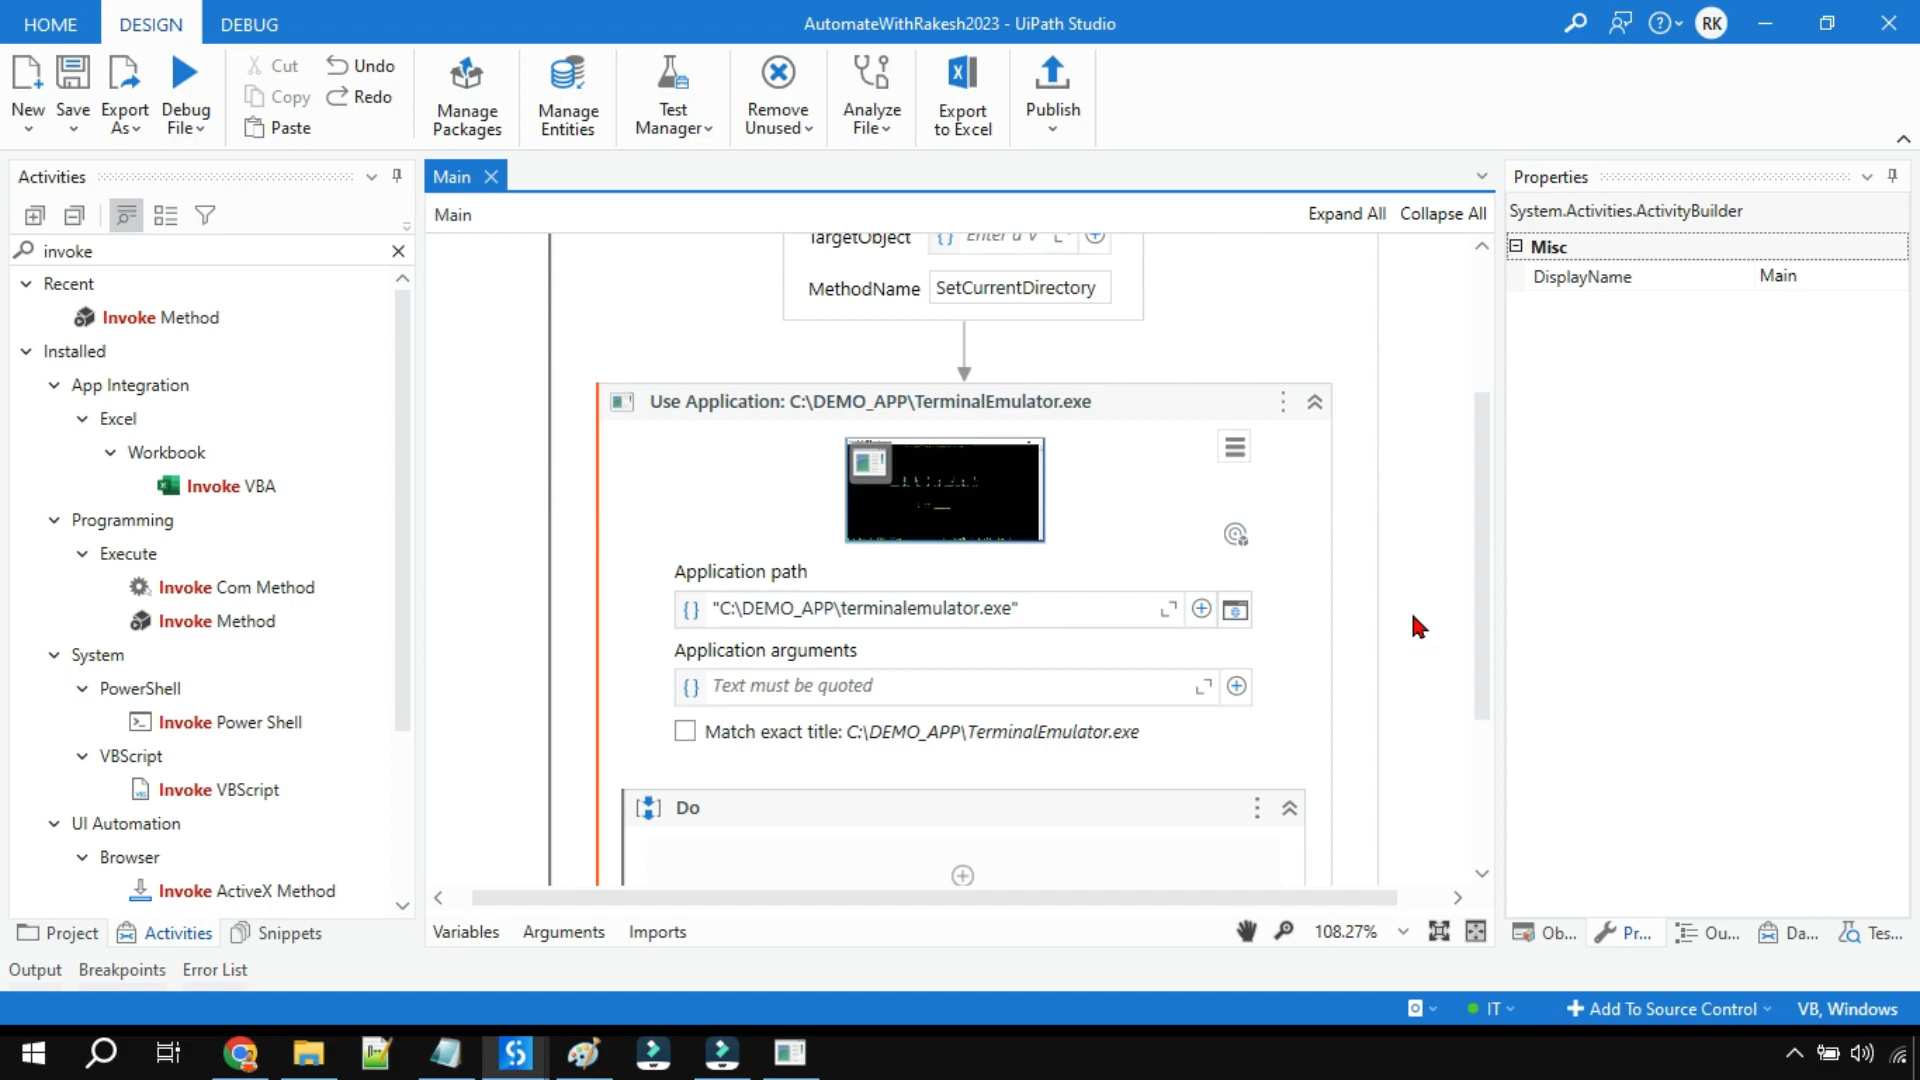 HOME DESIGN DEBUG
AutomateWithRakesh2023 - UiPath Studio
RK
New
Save
Export As
Debug File
Cut
Copy
Paste
Undo
Redo
Manage Packages
Manage Entities
Test Manager
Remove Unused
Analyze File
Export to Excel
Publish
Activities
invoke
Recent
Invoke Method
Installed
App Integration
Excel
Workbook
Invoke VBA
Programming
Execute
Invoke Com Method
Invoke Method
System
PowerShell
Invoke Power Shell
VBScript
Invoke VBScript
UI Automation
Browser
Invoke ActiveX Method
Project Activities Snippets
Main
Main
Expand All Collapse All
TargetObject Enter a v
MethodName SetCurrentDirectory
Use Application: C:\DEMO_APP\TerminalEmulator.exe
Application path
"C:\DEMO_APP\terminalemulator.exe"
Application arguments
Text must be quoted
Match exact title: C:\DEMO_APP\TerminalEmulator.exe
Do
Variables Arguments Imports
108.27%
Properties
System.Activities.ActivityBuilder
Misc
DisplayName Main
Ob... Pr... Ou... Da... Tes...
Output Breakpoints Error List
IT
Add To Source Control
VB, Windows